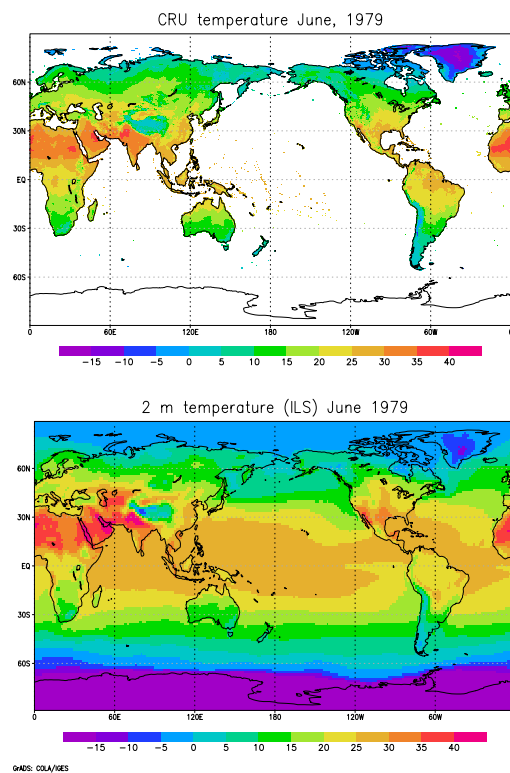 CRU temperature June, 1979
60N
30N
EQ
30S
60S
0 60E 120E 180 120W 60W 0
-15 -10 -5 0 5 10 15 20 25 30 35 40
2 m temperature (ILS) June 1979
60N
30N
EQ
30S
60S
0 60E 120E 180 120W 60W 0
-15 -10 -5 0 5 10 15 20 25 30 35 40
GrADS: COLA/IGES